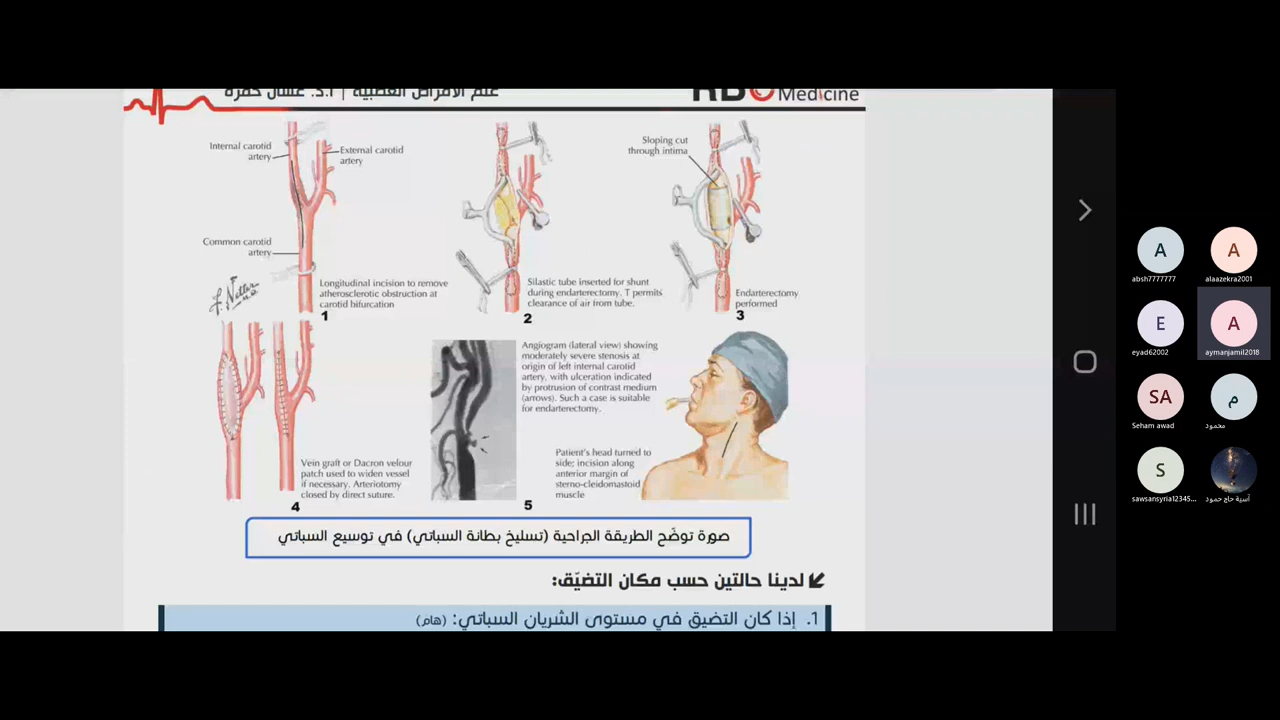 علم الأمراض العصبية | أ.د. غسان حمزة
RBO Medicine
Internal carotid
artery
External carotid
artery
Common carotid
artery
Longitudinal incision to remove
atherosclerotic obstruction at
carotid bifurcation
1
Silastic tube inserted for shunt
during endarterectomy. T permits
clearance of air from tube.
2
Sloping cut
through intima
Endarterectomy
performed
3
Vein graft or Dacron velour
patch used to widen vessel
if necessary. Arteriotomy
closed by direct suture.
4
Angiogram (lateral view) showing
moderately severe stenosis at
origin of left internal carotid
artery, with ulceration indicated
by protrusion of contrast medium
(arrows). Such a case is suitable
for endarterectomy.
Patient's head turned to
side; incision along
anterior margin of
sterno-cleidomastoid
muscle
5
صورة توضّح الطريقة الجراحية (تسليخ بطانة السباتي) في توسيع السباتي
لدينا حالتين حسب مكان التضيّق:
1. إذا كان التضيق في مستوى الشريان السباتي: (هام)
A
absh7777777
A
alaazekra2001
E
eyad62002
A
aymanjamil2018
SA
Seham awad
م
محمود
S
sawsansyria12345...
آسية حاج حمود